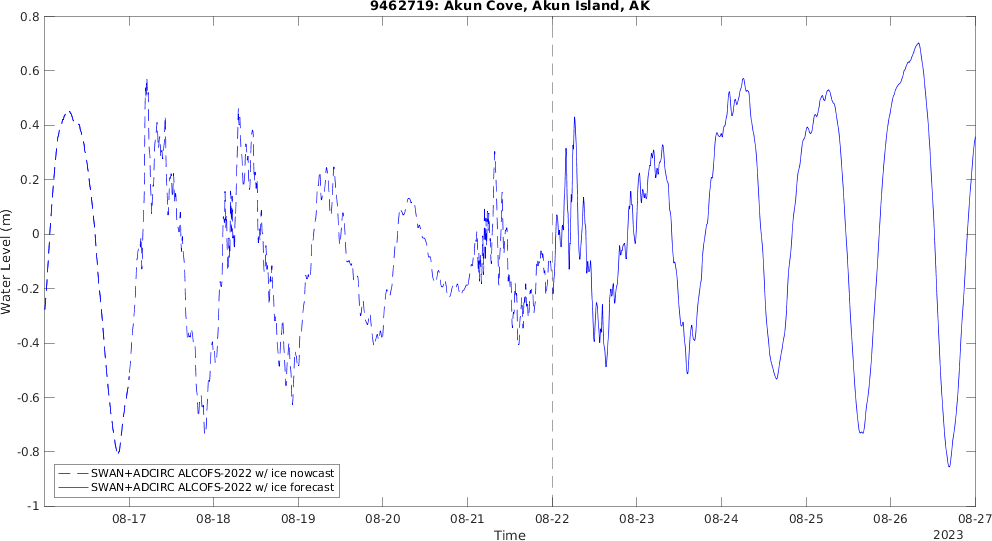 9462719: Akun Cove, Akun Island, AK
0.8
0.6
0.4
0.2
0
-0.2
-0.4
-0.6
-0.8
-1
Water Level (m)
SWAN+ADCIRC ALCOFS-2022 w/ ice nowcast
SWAN+ADCIRC ALCOFS-2022 w/ ice forecast
08-17 08-18 08-19 08-20 08-21 08-22 08-23 08-24 08-25 08-26 08-27
Time
2023